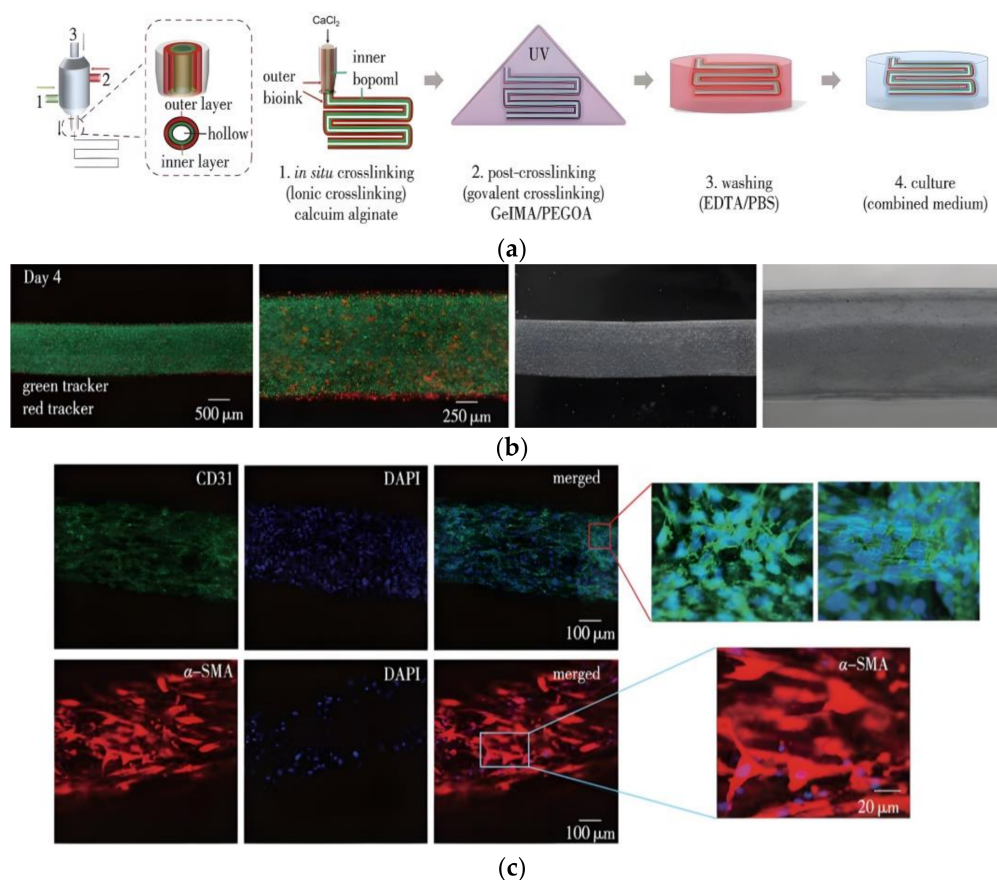 3
2
1
outer layer
hollow
inner layer
CaCl₂
inner
outer
bopoml
bioink
1. in situ crosslinking
(lonic crosslinking)
calcuim alginate
UV
2. post-crosslinking
(govalent crosslinking)
GeIMA/PEGOA
3. washing
(EDTA/PBS)
4. culture
(combined medium)
(a)
Day 4
green tracker
red tracker
500 μm
250 μm
(b)
CD31
DAPI
merged
100 μm
α-SMA
DAPI
merged
100 μm
α-SMA
20 μm
(c)